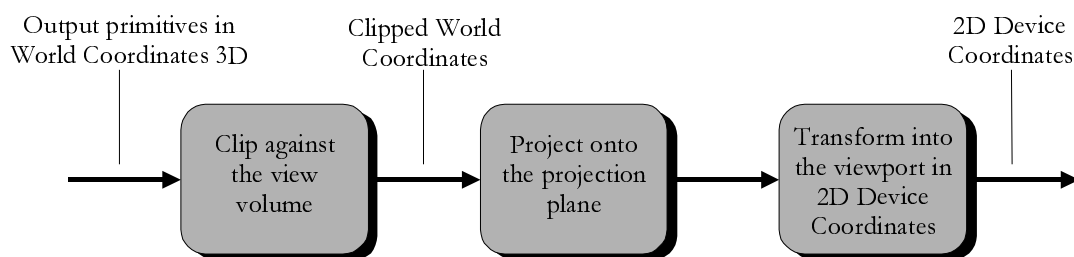 Output primitives in
World Coordinates 3D
Clipped World
Coordinates
2D Device
Coordinates
Clip against
the view
volume
Project onto
the projection
plane
Transform into
the viewport in
2D Device
Coordinates